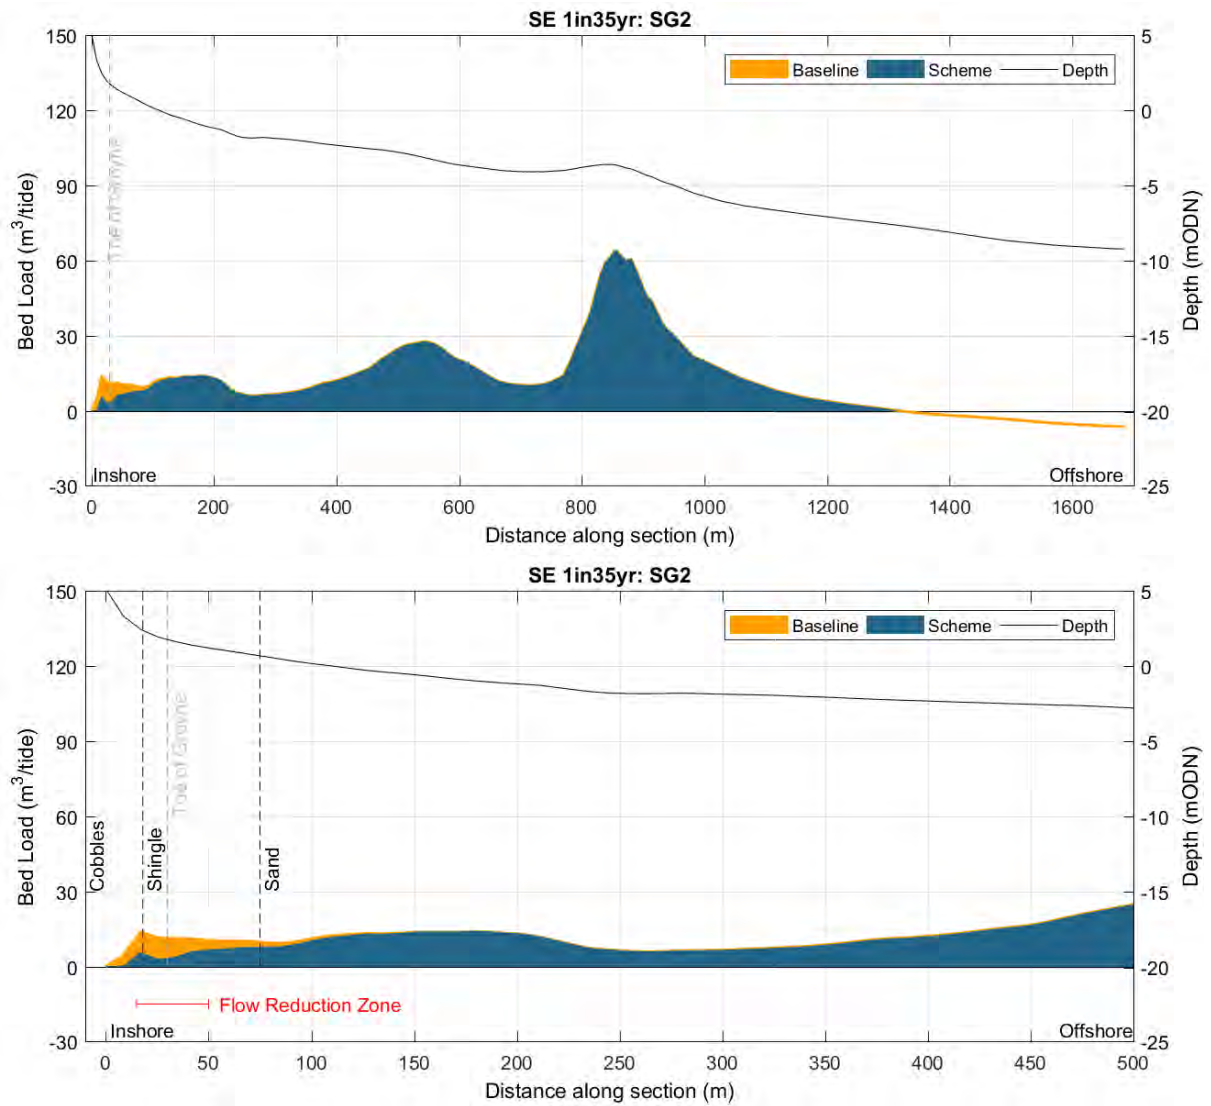 SE 1in35yr: SG2
Baseline Scheme Depth
150
120
90
60
30
0
-30
Bed Load (m³/tide)
5
0
-5
-10
-15
-20
-25
Depth (mODN)
Toe of Groyne
Inshore
Offshore
0 200 400 600 800 1000 1200 1400 1600
Distance along section (m)
SE 1in35yr: SG2
Baseline Scheme Depth
150
120
90
60
30
0
-30
Bed Load (m³/tide)
5
0
-5
-10
-15
-20
-25
Depth (mODN)
Cobbles
Shingle
Toe of Groyne
Sand
Flow Reduction Zone
Inshore
Offshore
0 50 100 150 200 250 300 350 400 450 500
Distance along section (m)